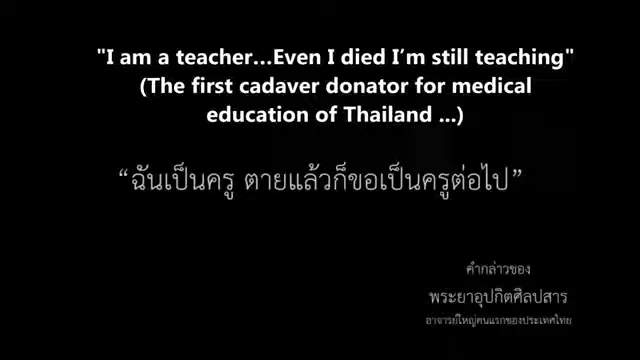 "I am a teacher...Even I died I’m still teaching"
(The first cadaver donator for medical
education of Thailand ...)
“ฉันเป็นครู ตายแล้วก็ขอเป็นครูต่อไป”
คำกล่าวของ
พระยาอุปกิตศิลปสาร
อาจารย์ใหญ่คนแรกของประเทศไทย